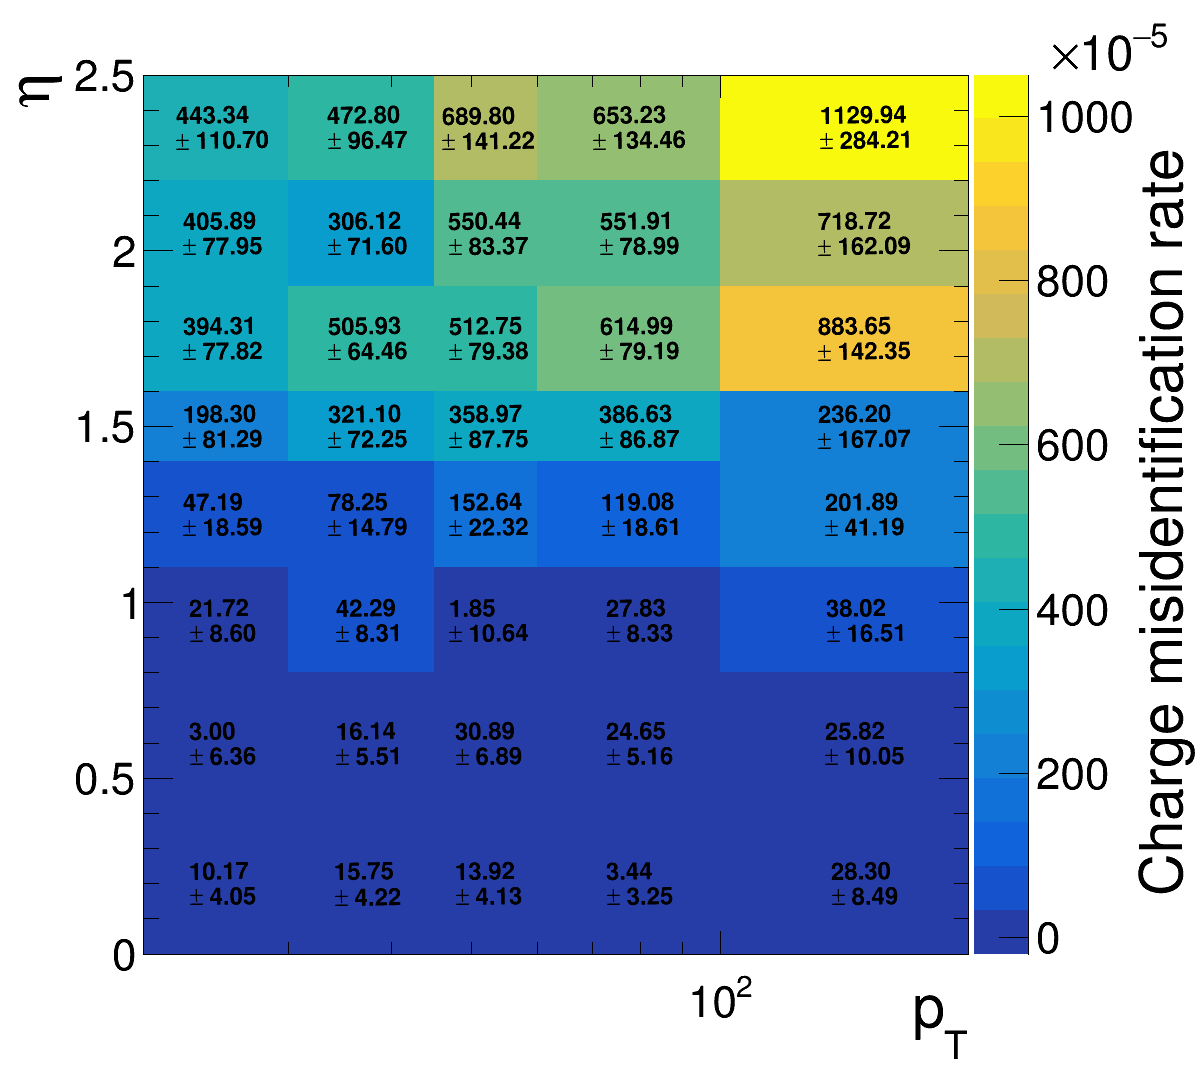 ×10⁻⁵
η
2.5
443.34 472.80 689.80 653.23 1129.94
± 110.70 ± 96.47 ± 141.22 ± 134.46 ± 284.21
1000
405.89 306.12 550.44 551.91 718.72
± 77.95 ± 71.60 ± 83.37 ± 78.99 ± 162.09
2
800
394.31 505.93 512.75 614.99 883.65
± 77.82 ± 64.46 ± 79.38 ± 79.19 ± 142.35
198.30 321.10 358.97 386.63 236.20
± 81.29 ± 72.25 ± 87.75 ± 86.87 ± 167.07
1.5
600
47.19 78.25 152.64 119.08 201.89
± 18.59 ± 14.79 ± 22.32 ± 18.61 ± 41.19
21.72 42.29 1.85 27.83 38.02
± 8.60 ± 8.31 ± 10.64 ± 8.33 ± 16.51
1
400
3.00 16.14 30.89 24.65 25.82
± 6.36 ± 5.51 ± 6.89 ± 5.16 ± 10.05
0.5
200
10.17 15.75 13.92 3.44 28.30
± 4.05 ± 4.22 ± 4.13 ± 3.25 ± 8.49
0
0
Charge misidentification rate
10²
p_T